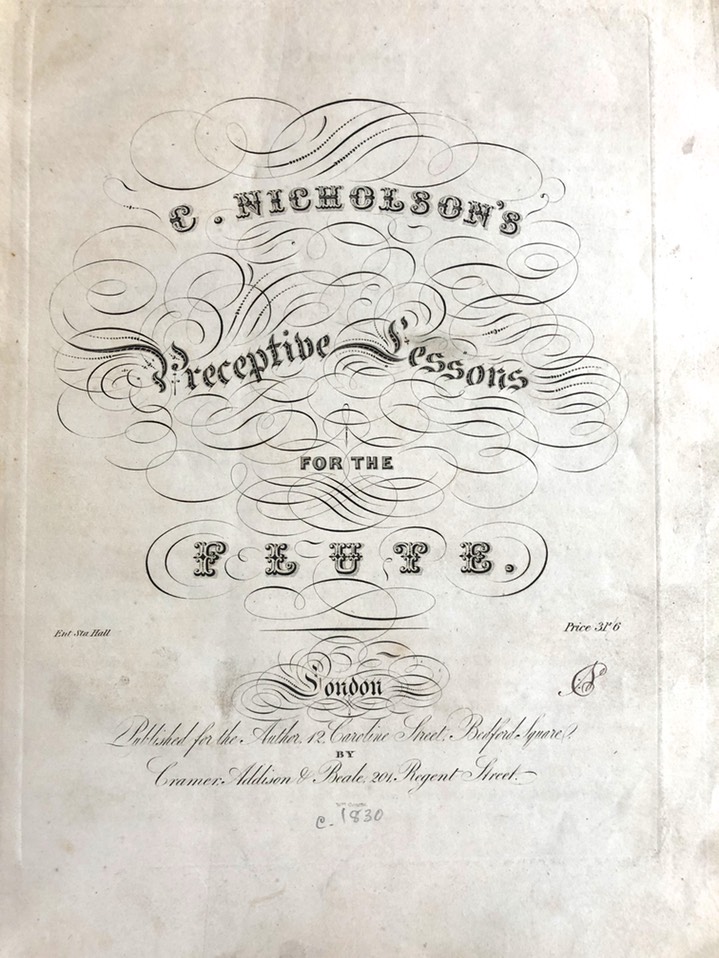 C. NICHOLSON'S
Preceptive Lessons
FOR THE
FLUTE.
Ent Sta Hall
Price 3/6
London
Published for the Author, 12, Caroline Street, Bedford Square,
BY
Cramer, Addison & Beale, 201, Regent Street.
c. 1830